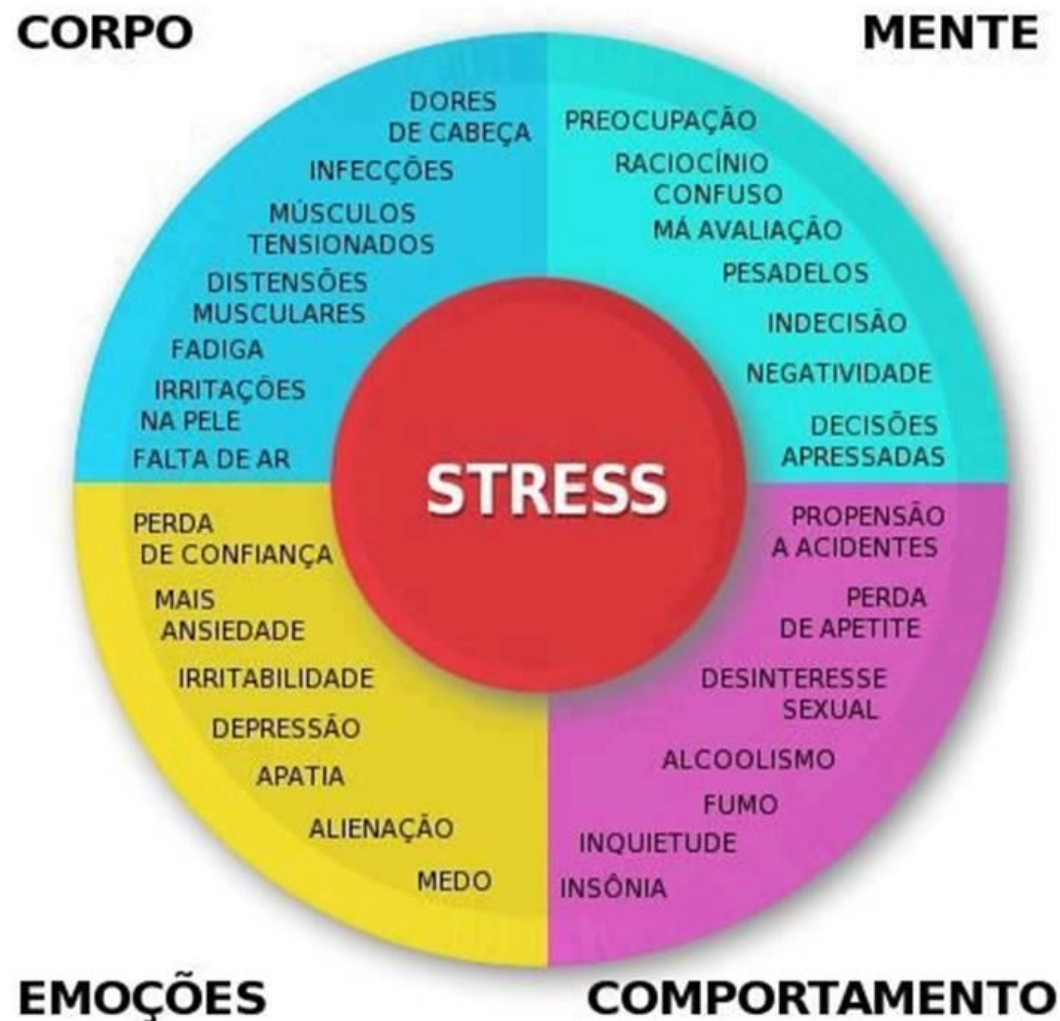 CORPO
DORES
DE CABEÇA
INFECÇÕES
MÚSCULOS
TENSIONADOS
DISTENSÕES
MUSCULARES
FADIGA
IRRITAÇÕES
NA PELE
FALTA DE AR
MENTE
PREOCUPAÇÃO
RACIOCÍNIO
CONFUSO
MÁ AVALIAÇÃO
PESADELOS
INDECISÃO
NEGATIVIDADE
DECISÕES
APRESSADAS
STRESS
PERDA
DE CONFIANÇA
MAIS
ANSIEDADE
IRRITABILIDADE
DEPRESSÃO
APATIA
ALIENAÇÃO
MEDO
EMOÇÕES
PROPENSÃO
A ACIDENTES
PERDA
DE APETITE
DESINTERESSE
SEXUAL
ALCOOLISMO
FUMO
INQUIETUDE
INSÔNIA
COMPORTAMENTO